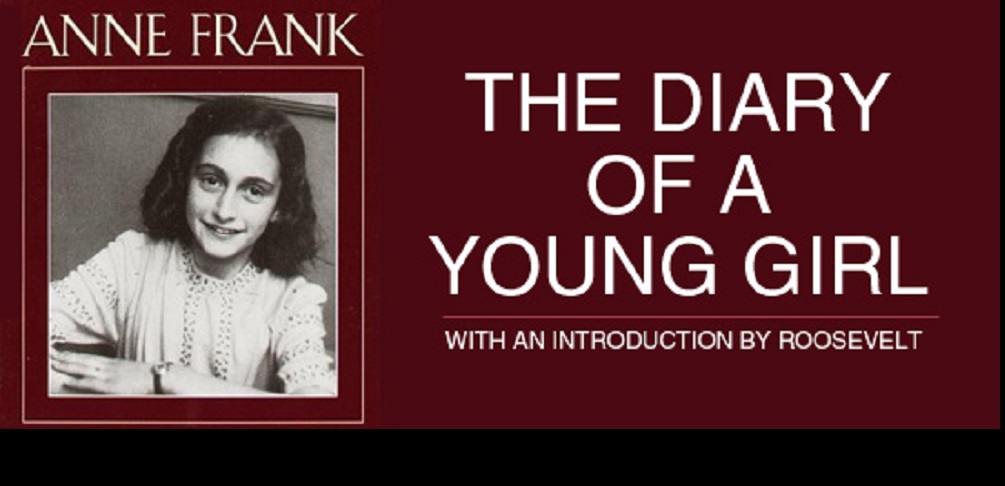 ANNE FRANK
THE DIARY
OF A
YOUNG GIRL
WITH AN INTRODUCTION BY ROOSEVELT